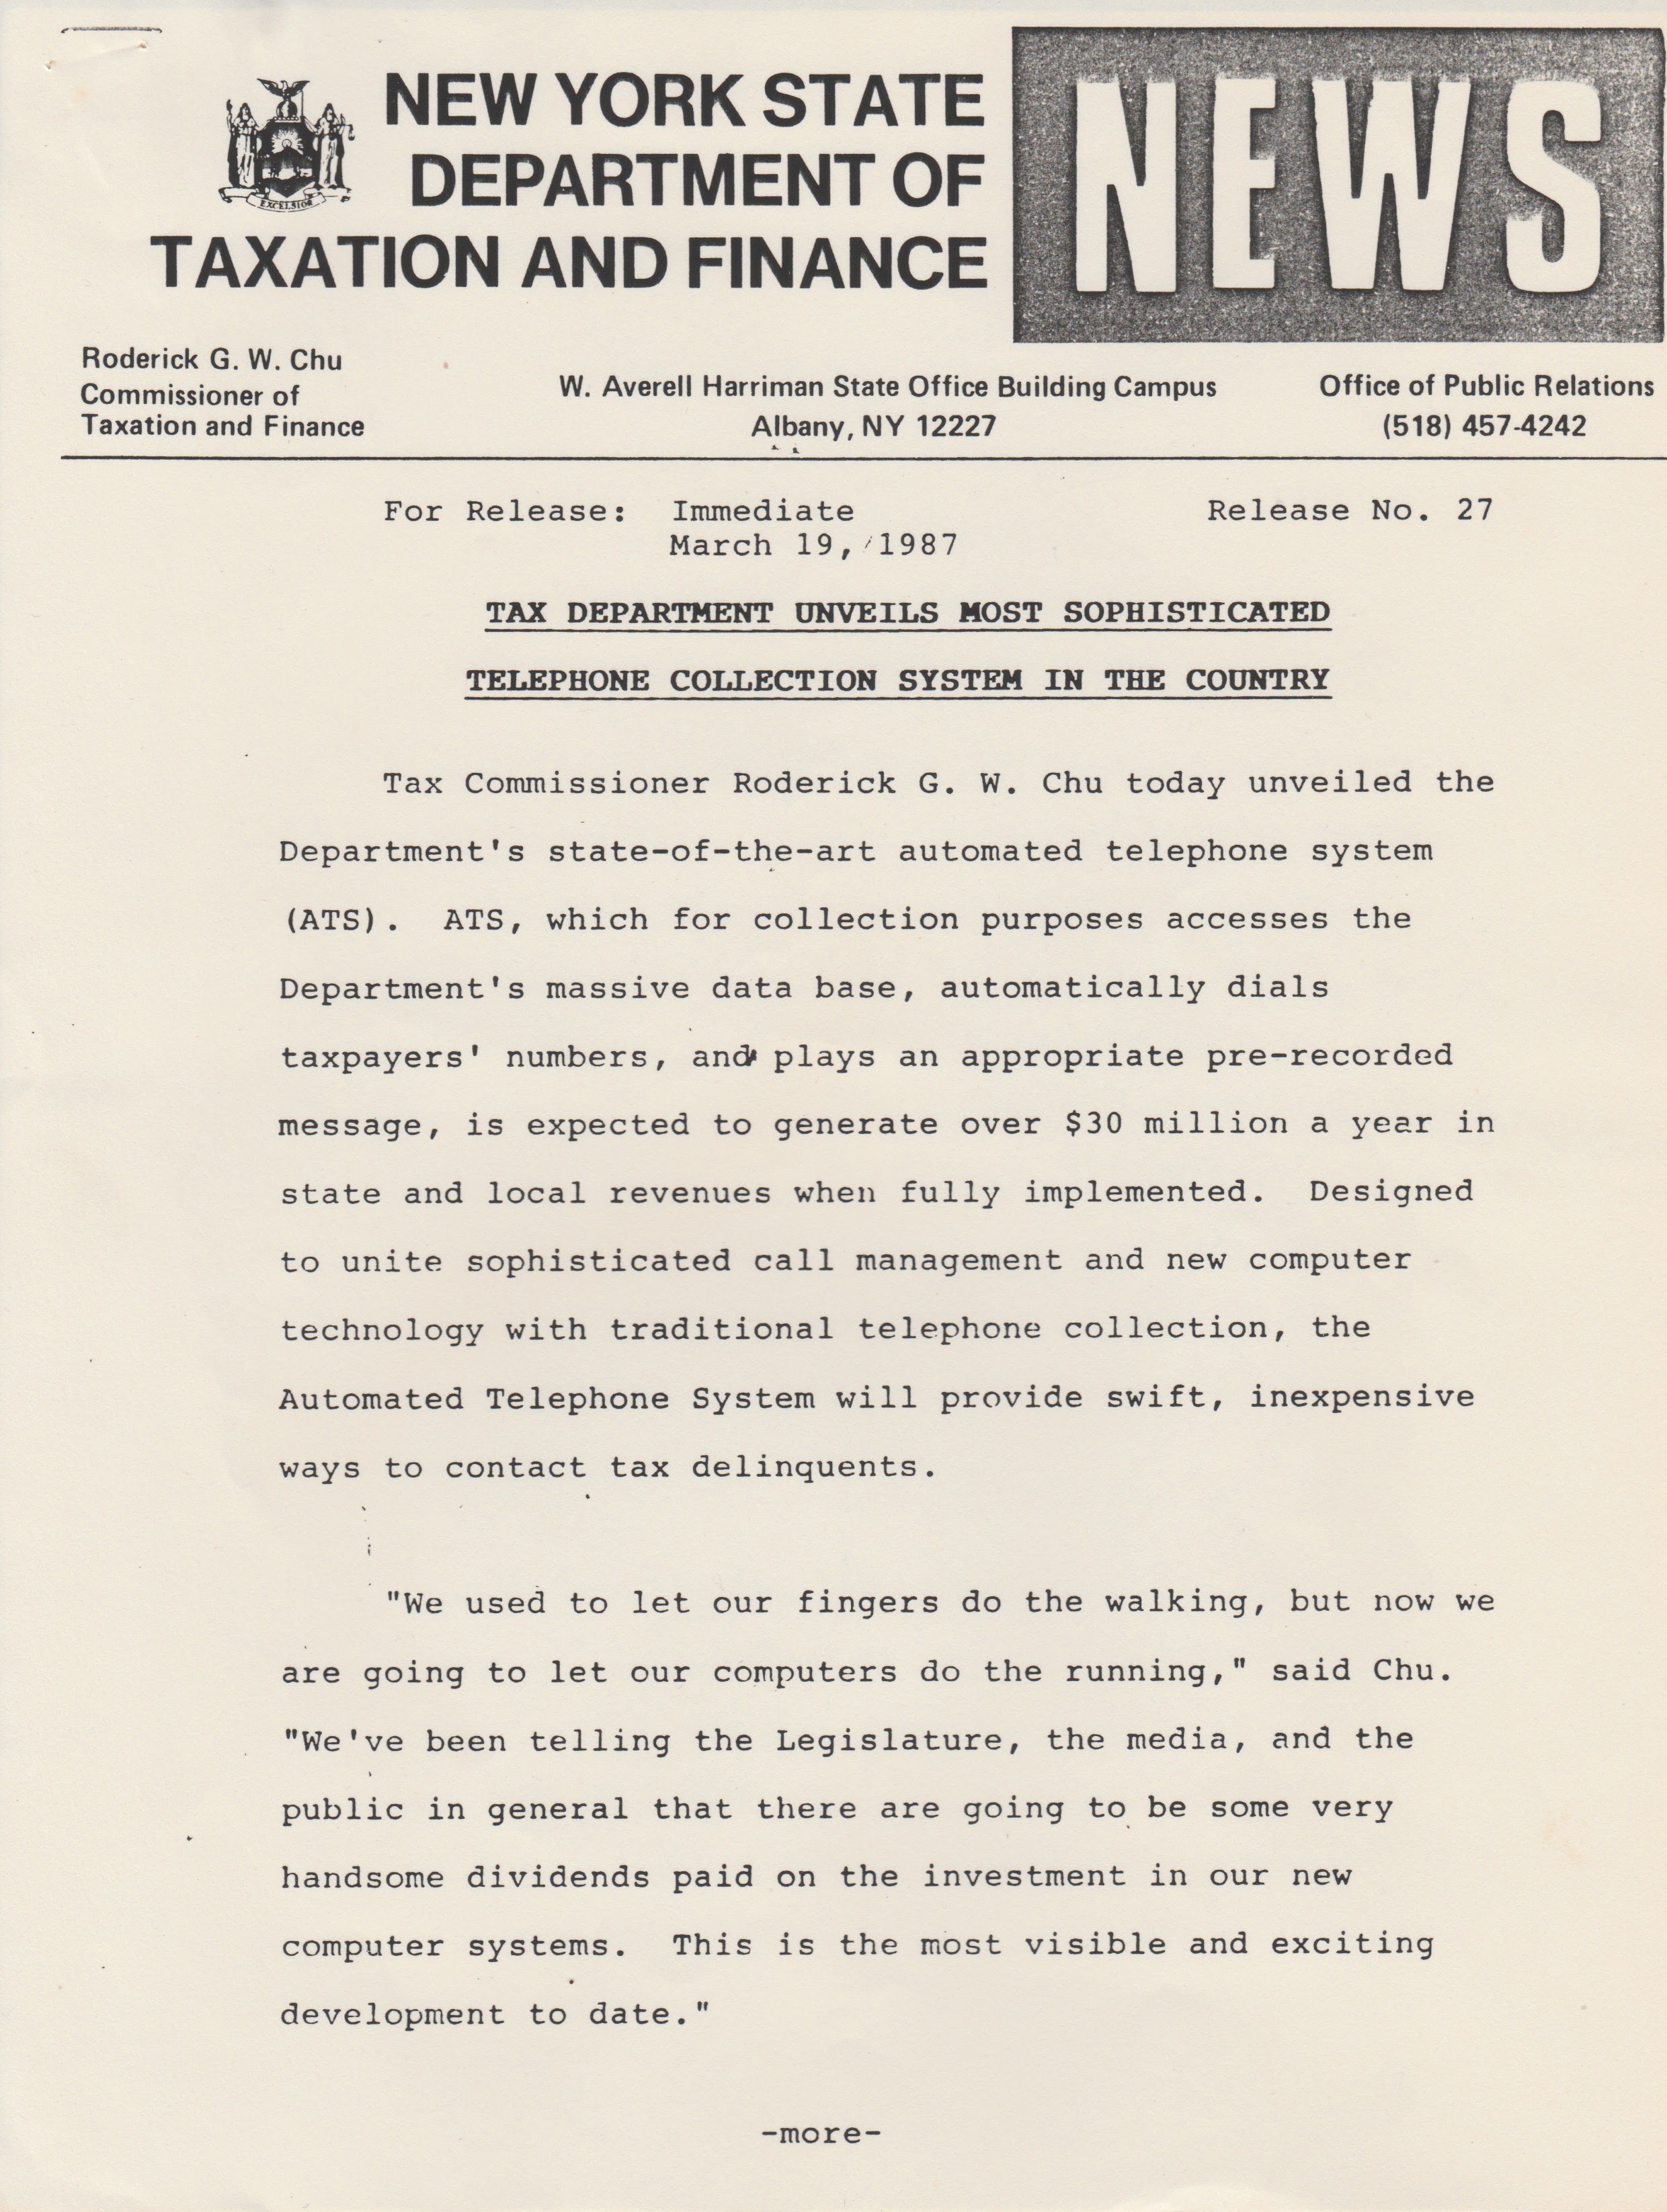 NEW YORK STATE
DEPARTMENT OF
TAXATION AND FINANCE
EXCELSIOR
NEWS
Roderick G. W. Chu
Commissioner of
Taxation and Finance
W. Averell Harriman State Office Building Campus
Albany, NY 12227
Office of Public Relations
(518) 457-4242
For Release: Immediate Release No. 27
March 19, 1987
TAX DEPARTMENT UNVEILS MOST SOPHISTICATED
TELEPHONE COLLECTION SYSTEM IN THE COUNTRY
Tax Commissioner Roderick G. W. Chu today unveiled the
Department's state-of-the-art automated telephone system
(ATS). ATS, which for collection purposes accesses the
Department's massive data base, automatically dials
taxpayers' numbers, and plays an appropriate pre-recorded
message, is expected to generate over $30 million a year in
state and local revenues when fully implemented. Designed
to unite sophisticated call management and new computer
technology with traditional telephone collection, the
Automated Telephone System will provide swift, inexpensive
ways to contact tax delinquents.
"We used to let our fingers do the walking, but now we
are going to let our computers do the running," said Chu.
"We've been telling the Legislature, the media, and the
public in general that there are going to be some very
handsome dividends paid on the investment in our new
computer systems. This is the most visible and exciting
development to date."
-more-